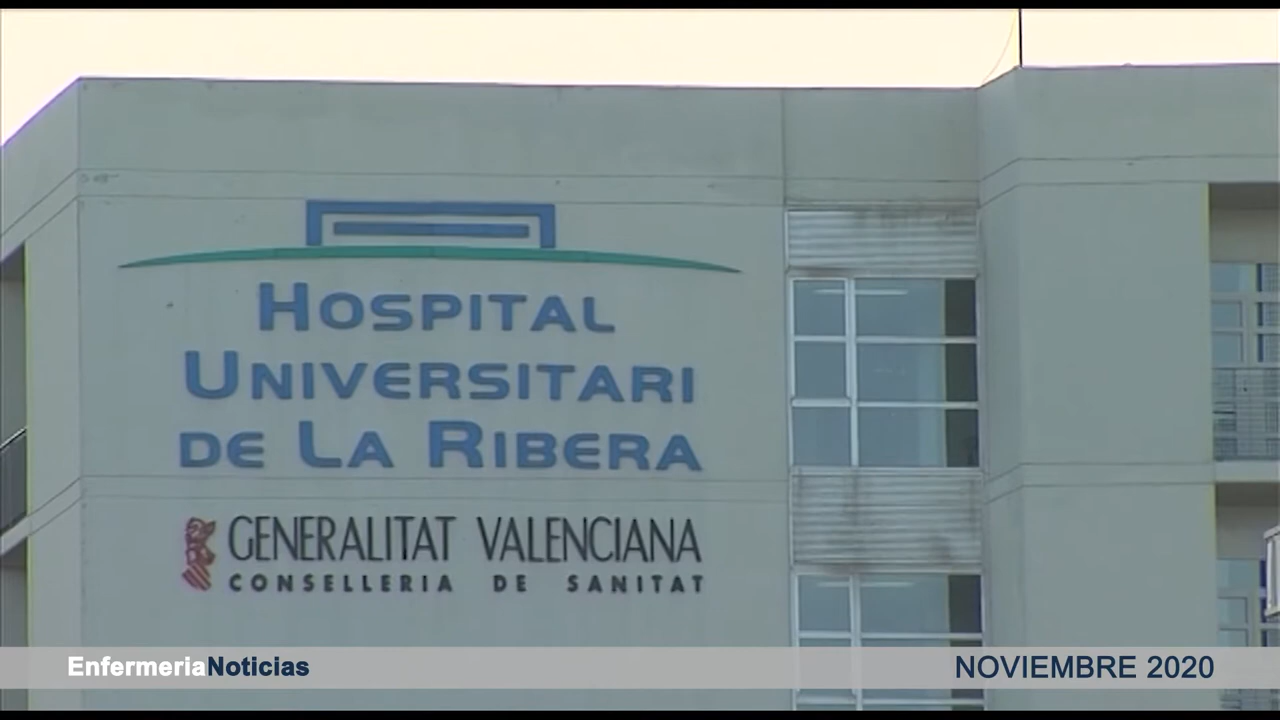 HOSPITAL
UNIVERSITARI
DE LA RIBERA
GENERALITAT VALENCIANA
CONSELLERIA DE SANITAT
EnfermeriaNoticias
NOVIEMBRE 2020